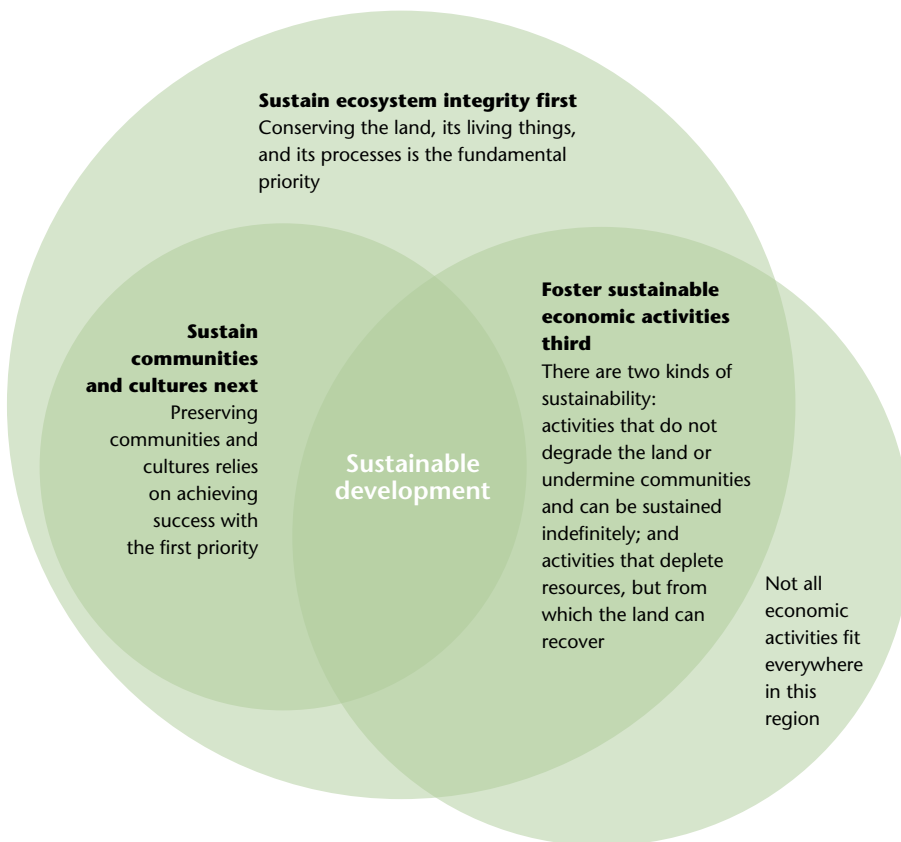 Sustain ecosystem integrity first
Conserving the land, its living things,
and its processes is the fundamental
priority
Sustain
communities
and cultures next
Preserving
communities and
cultures relies
on achieving
success with
the first priority
Sustainable
development
Foster sustainable
economic activities
third
There are two kinds of
sustainability:
activities that do not
degrade the land or
undermine communities
and can be sustained
indefinitely; and
activities that deplete
resources, but from
which the land can
recover
Not all
economic
activities fit
everywhere
in this
region